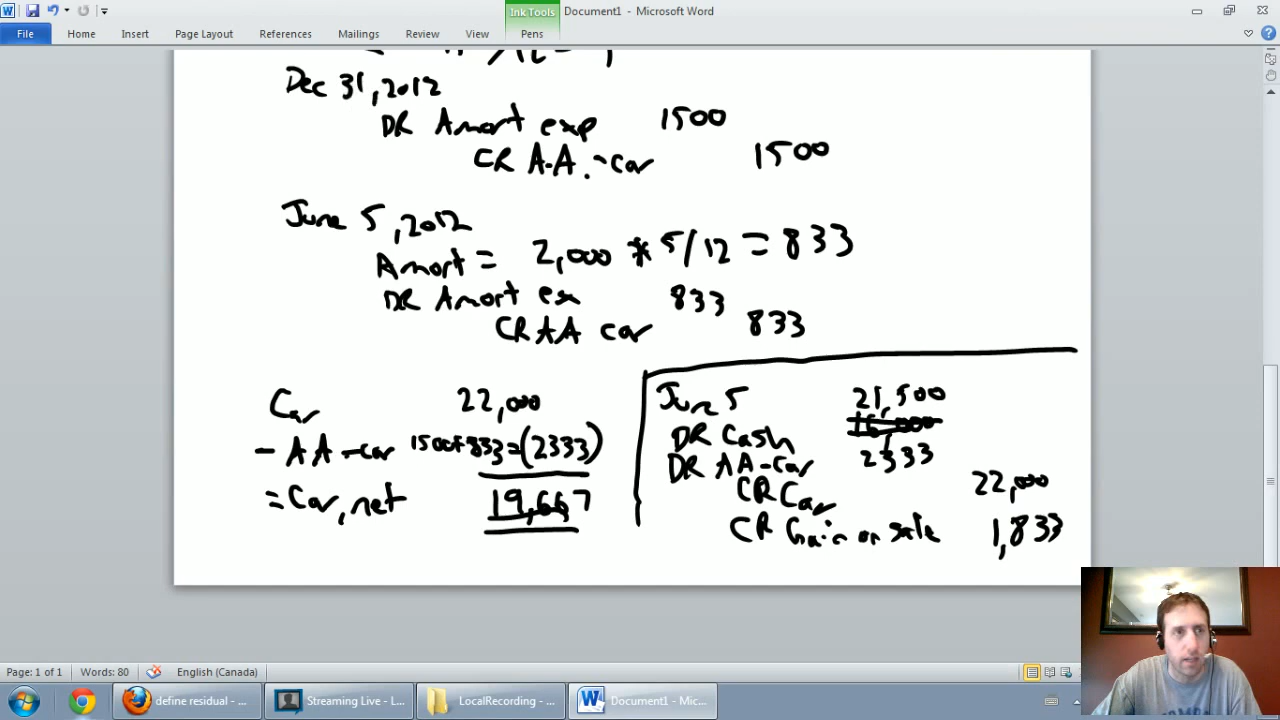 Ink Tools
Document1 - Microsoft Word
File Home Insert Page Layout References Mailings Review View Pens
Dec 31, 2012
DR Amort exp 1500
CR A.A. - car 1500
June 5, 2012
Amort = 2,000 * 5/12 = 833
DR Amort ex 833
CR AA car 833
Car 22,000
- AA - car 1500+833=(2333)
= Car, net 19,667
June 5 21,500
DR Cash
DR AA-Car 2333
CR Car 22,000
CR Gain on sale 1,833
Page: 1 of 1 Words: 80 English (Canada)
define residual - ... Streaming Live - L... LocalRecording - ... Document1 - Mic...